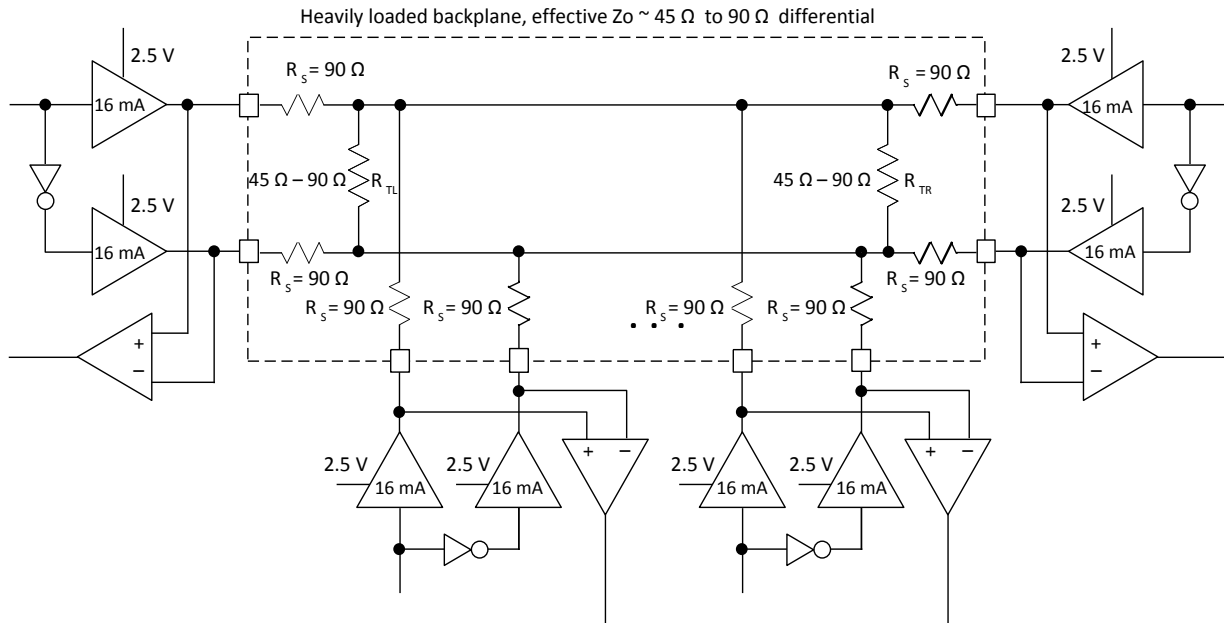 Heavily loaded backplane, effective Zo ~ 45 Ω to 90 Ω differential
2.5 V
16 mA
R S = 90 Ω
R S = 90 Ω
2.5 V
16 mA
45 Ω – 90 Ω
R TL
45 Ω – 90 Ω
R TR
2.5 V
16 mA
2.5 V
16 mA
R S = 90 Ω
R S = 90 Ω
R S = 90 Ω
R S = 90 Ω
. . .
R S = 90 Ω
R S = 90 Ω
+
−
+
−
+ −
+ −
2.5 V
16 mA
2.5 V
16 mA
2.5 V
16 mA
2.5 V
16 mA